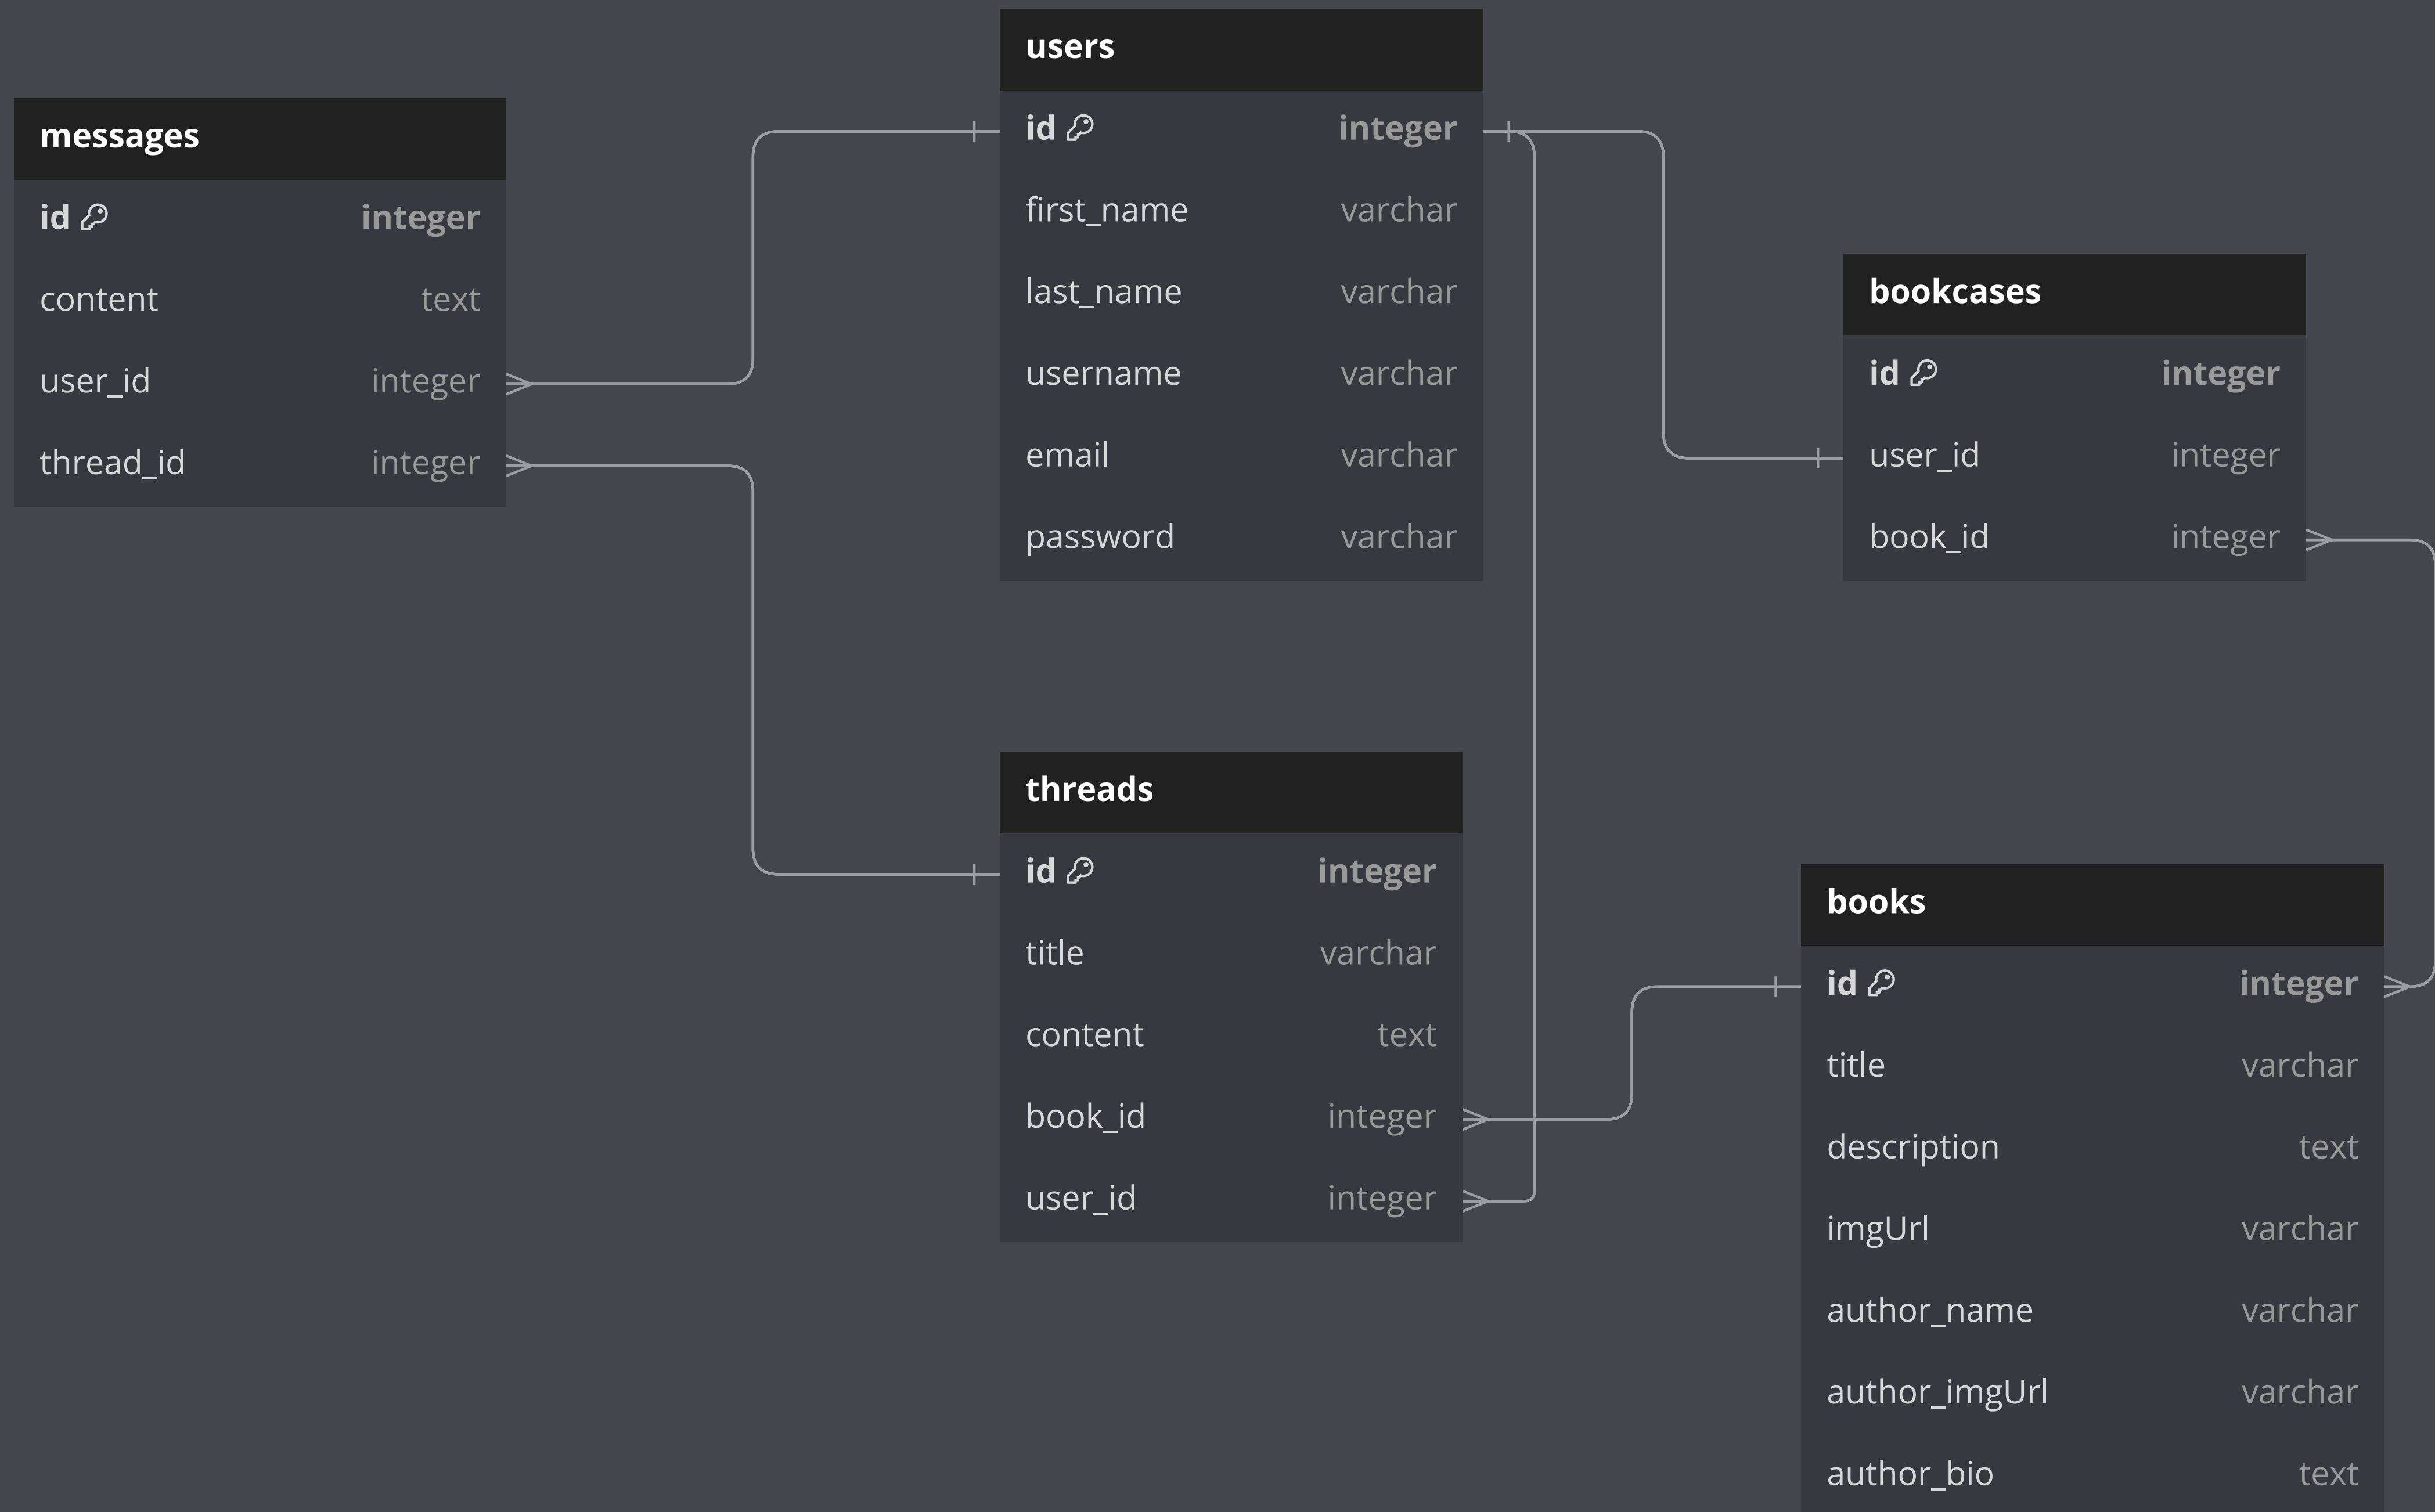 users
id integer
first_name varchar
last_name varchar
username varchar
email varchar
password varchar
messages
id integer
content text
user_id integer
thread_id integer
bookcases
id integer
user_id integer
book_id integer
threads
id integer
title varchar
content text
book_id integer
user_id integer
books
id integer
title varchar
description text
imgUrl varchar
author_name varchar
author_imgUrl varchar
author_bio text